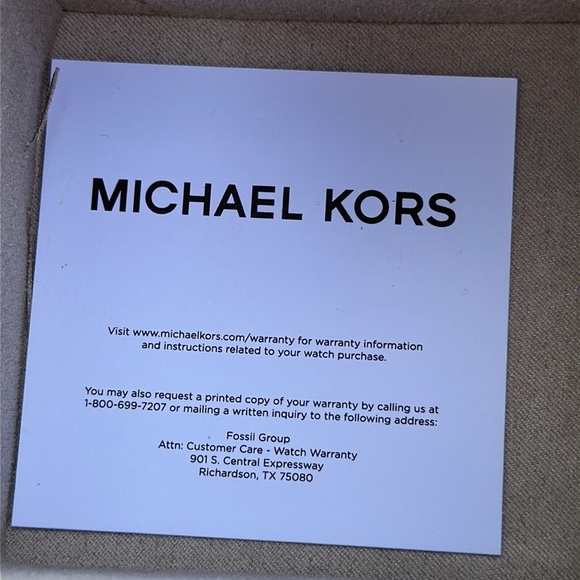 MICHAEL KORS
Visit www.michaelkors.com/warranty for warranty information
and instructions related to your watch purchase.
You may also request a printed copy of your warranty by calling us at
1-800-699-7207 or mailing a written inquiry to the following address:
Fossil Group
Attn: Customer Care - Watch Warranty
901 S. Central Expressway
Richardson, TX 75080